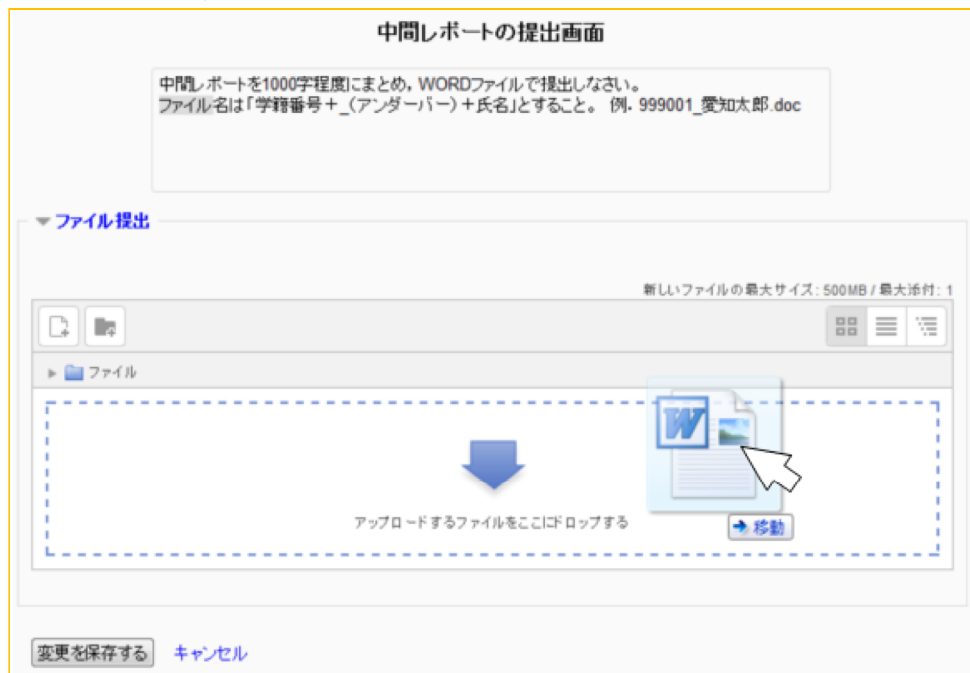 中間レポートの提出画面
中間レポートを1000字程度にまとめ，WORDファイルで提出しなさい。
ファイル名は「学籍番号＋_（アンダーバー）＋氏名」とすること。 例．999001_愛知太郎.doc
ファイル提出
新しいファイルの最大サイズ: 500MB / 最大添付: 1
ファイル
W
アップロードするファイルをここにドロップする
移動
変更を保存する キャンセル